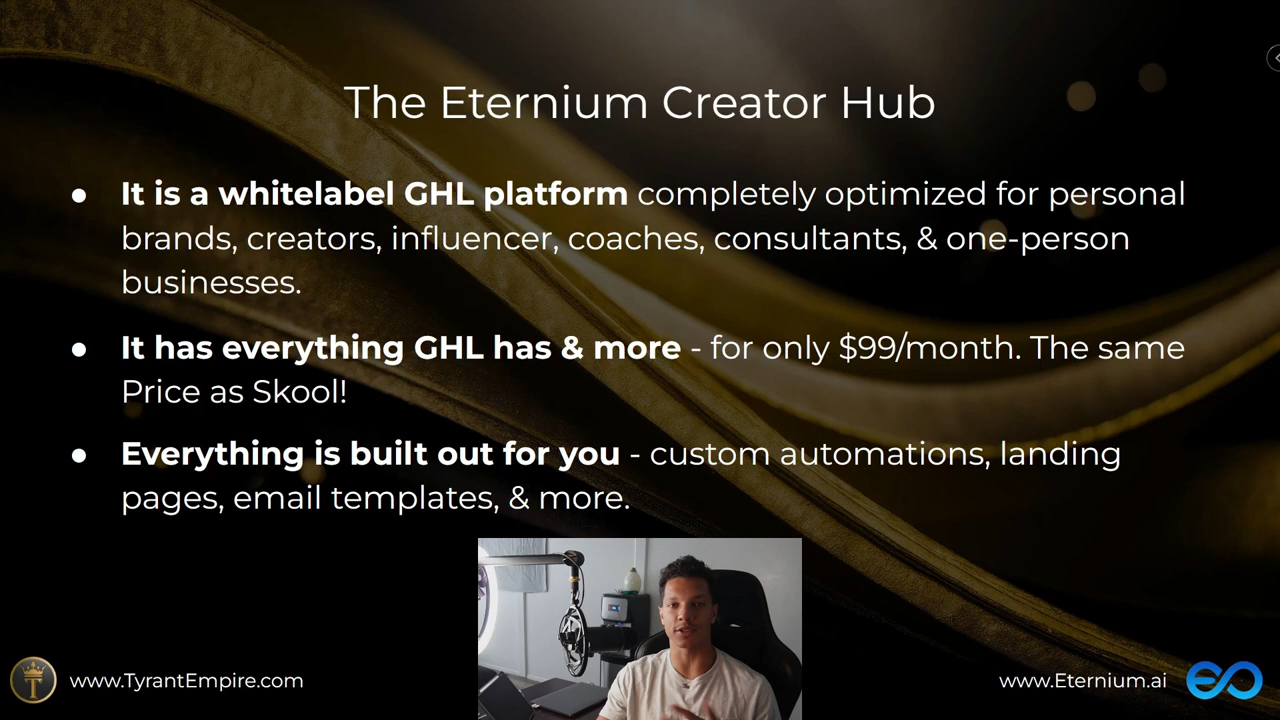 The Eternium Creator Hub
● It is a whitelabel GHL platform completely optimized for personal
brands, creators, influencer, coaches, consultants, & one-person
businesses.
● It has everything GHL has & more - for only $99/month. The same
Price as Skool!
● Everything is built out for you - custom automations, landing
pages, email templates, & more.
T www.TyrantEmpire.com
www.Eternium.ai